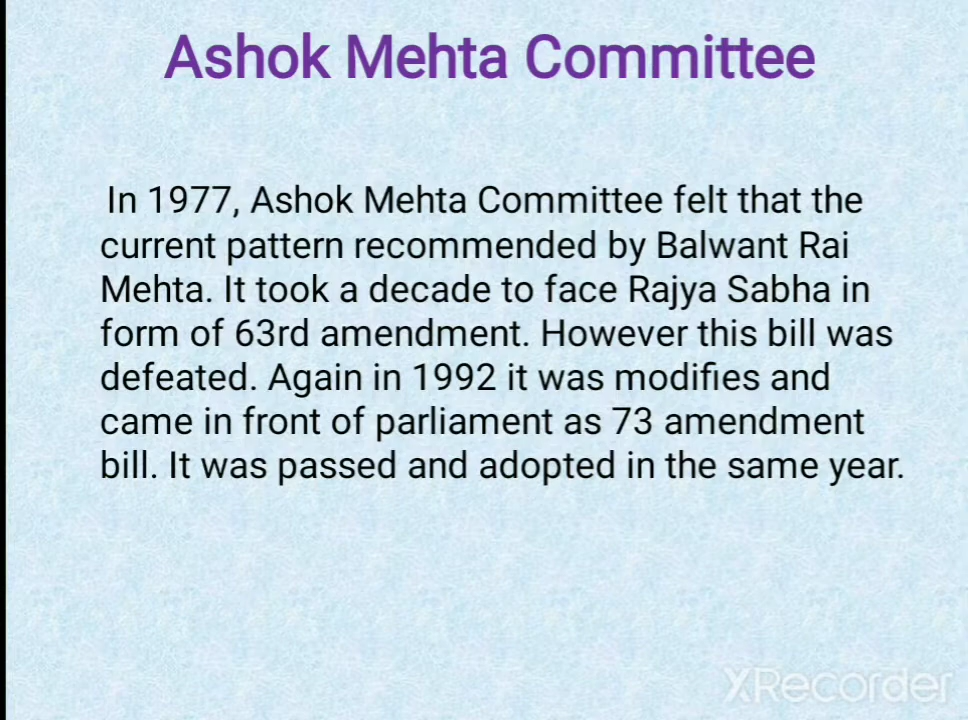 Ashok Mehta Committee
In 1977, Ashok Mehta Committee felt that the
current pattern recommended by Balwant Rai
Mehta. It took a decade to face Rajya Sabha in
form of 63rd amendment. However this bill was
defeated. Again in 1992 it was modifies and
came in front of parliament as 73 amendment
bill. It was passed and adopted in the same year.
XRecorder